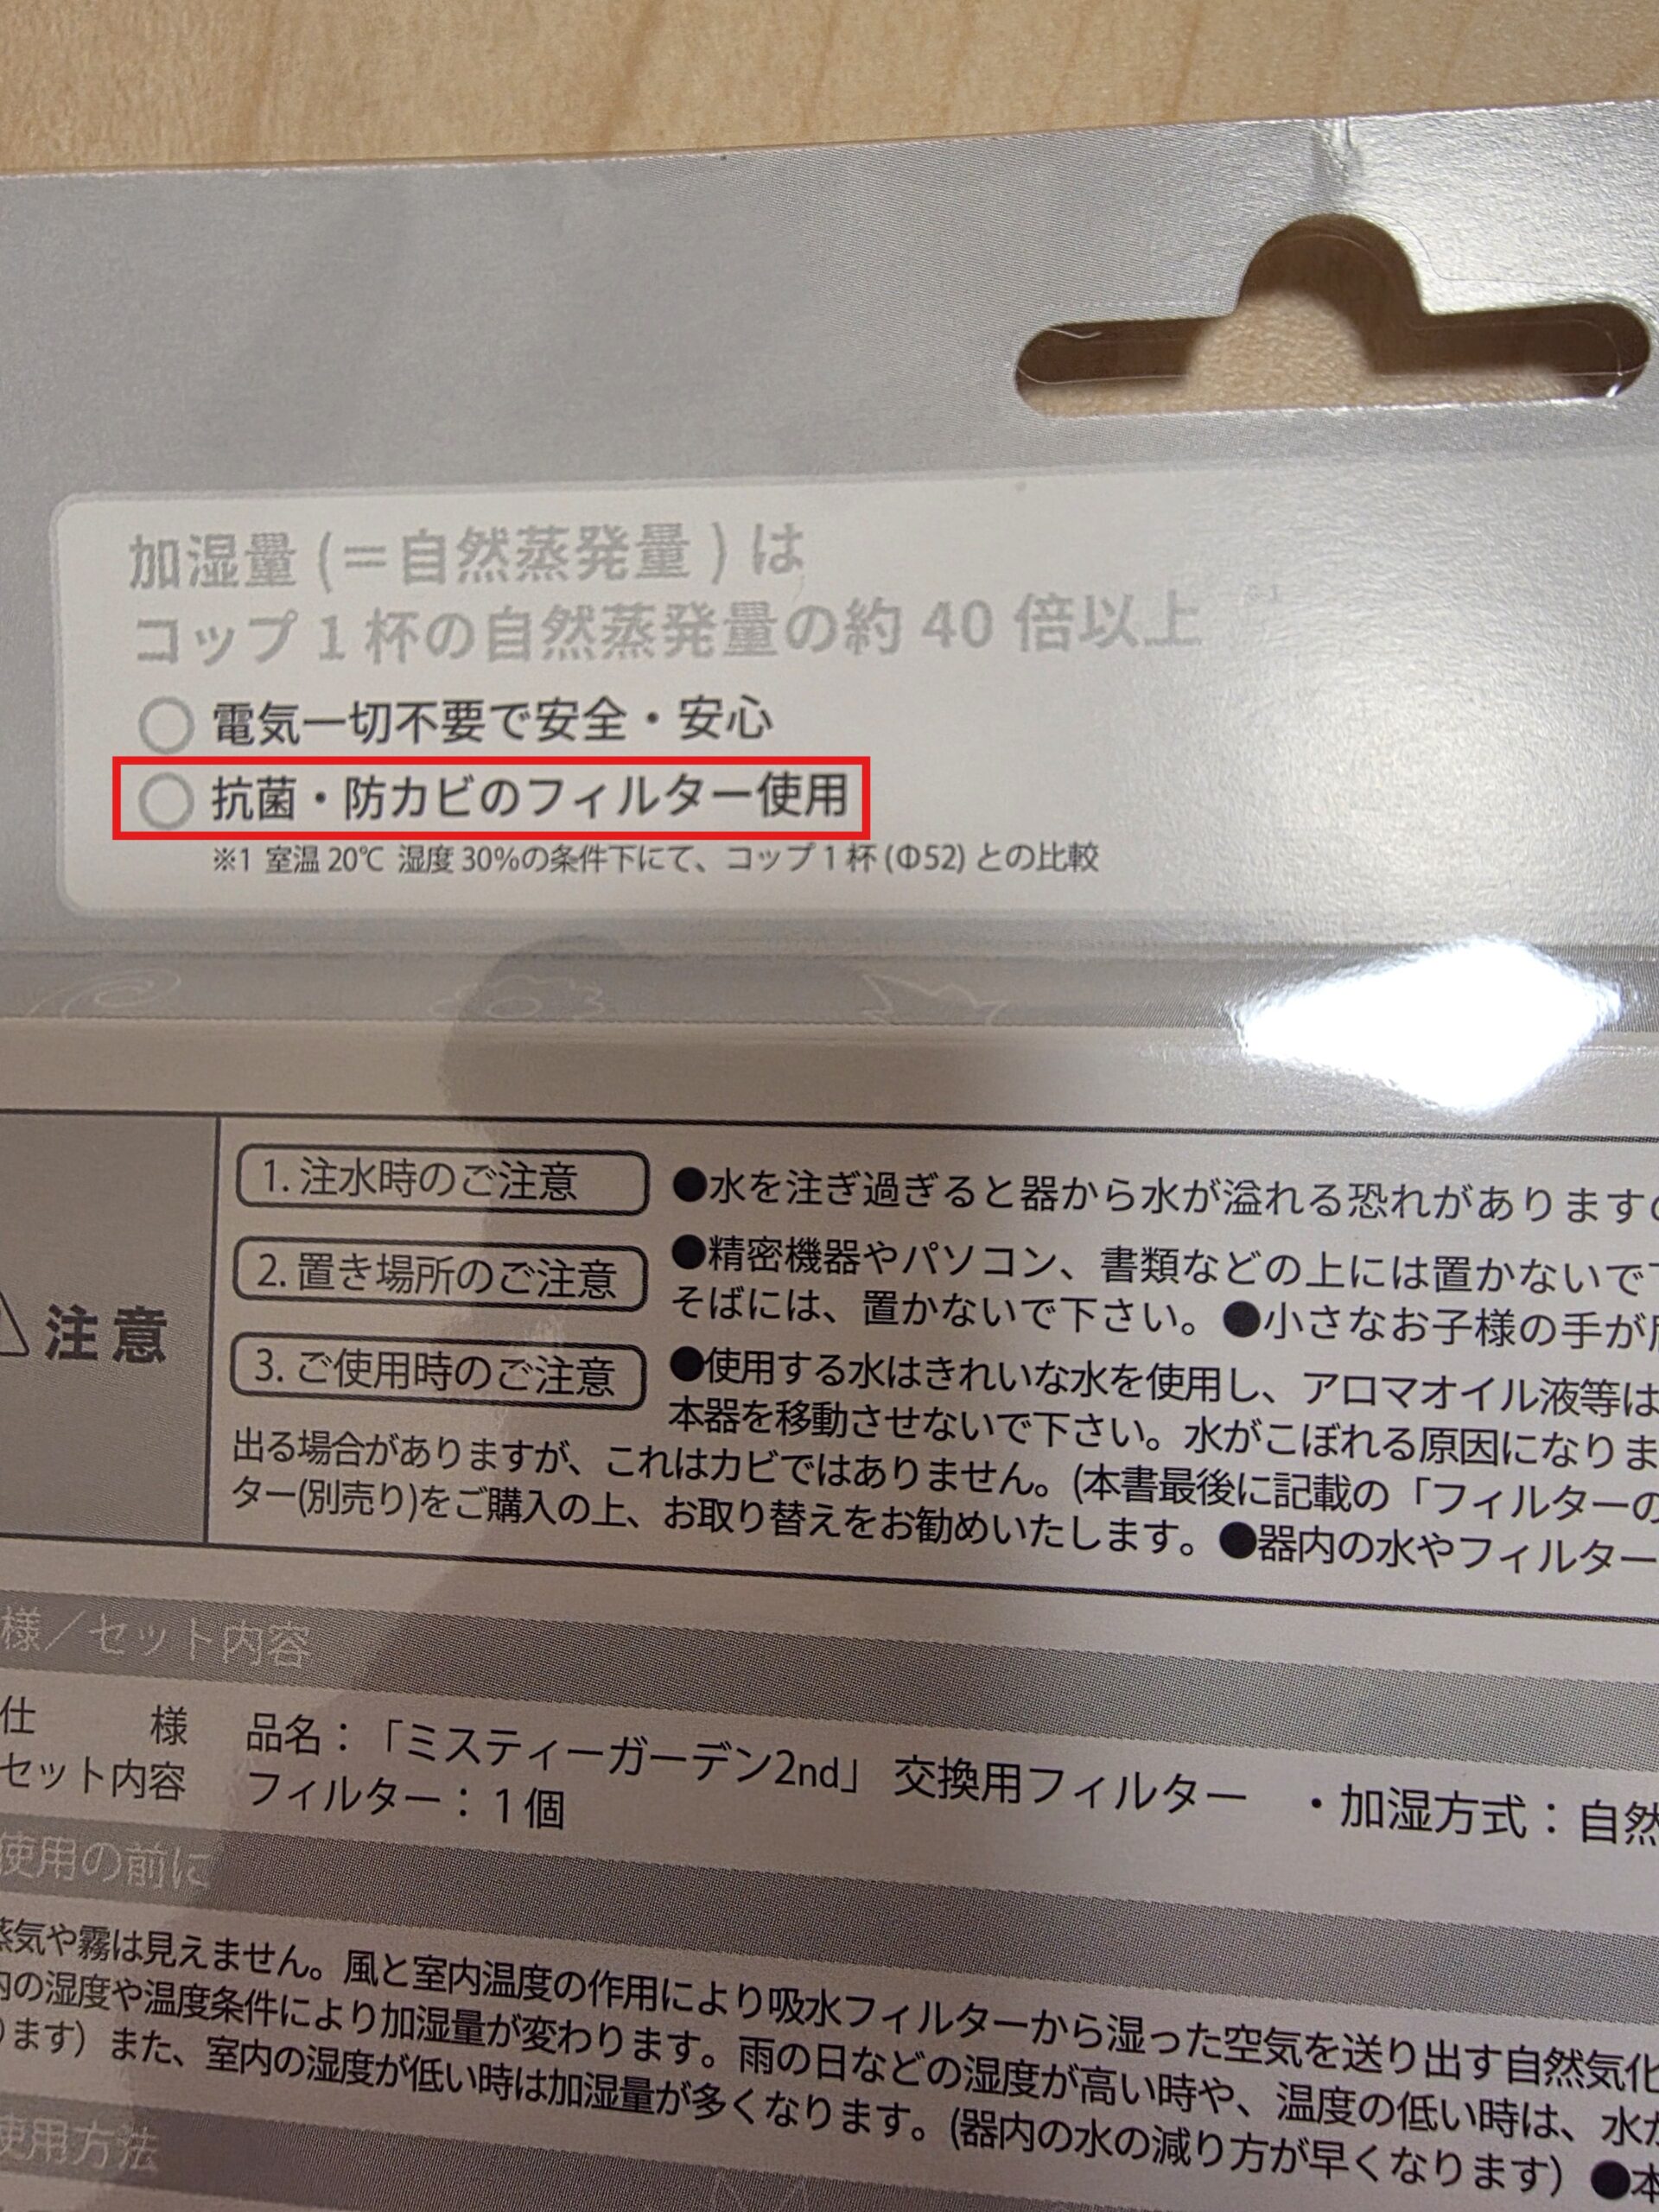 加湿量(=自然蒸発量)は
コップ1杯の自然蒸発量の約40倍以上 ※1
○電気一切不要で安全・安心
○抗菌・防カビのフィルター使用
※1 室温20℃ 湿度30%の条件下にて、コップ1杯(Φ52)との比較
注意
1. 注水時のご注意
●水を注ぎ過ぎると器から水が溢れる恐れがあります
2. 置き場所のご注意
●精密機器やパソコン、書類などの上には置かないで
そばには、置かないで下さい。●小さなお子様の手が
3. ご使用時のご注意
●使用する水はきれいな水を使用し、アロマオイル液等は
本器を移動させないで下さい。水がこぼれる原因になりま
出る場合がありますが、これはカビではありません。(本書最後に記載の「フィルターの
ター(別売り)をご購入の上、お取り替えをお勧めいたします。●器内の水やフィルター
様/セット内容
仕 様 品名:「ミスティーガーデン2nd」交換用フィルター ・加湿方式:自然
セット内容 フィルター:1個
使用の前に
蒸気や霧は見えません。風と室内温度の作用により吸水フィルターから湿った空気を送り出す自然気化
内の湿度や温度条件により加湿量が変わります。雨の日などの湿度が高い時や、温度の低い時は、水が
ります) また、室内の湿度が低い時は加湿量が多くなります。(器内の水の減り方が早くなります) ●本
使用方法